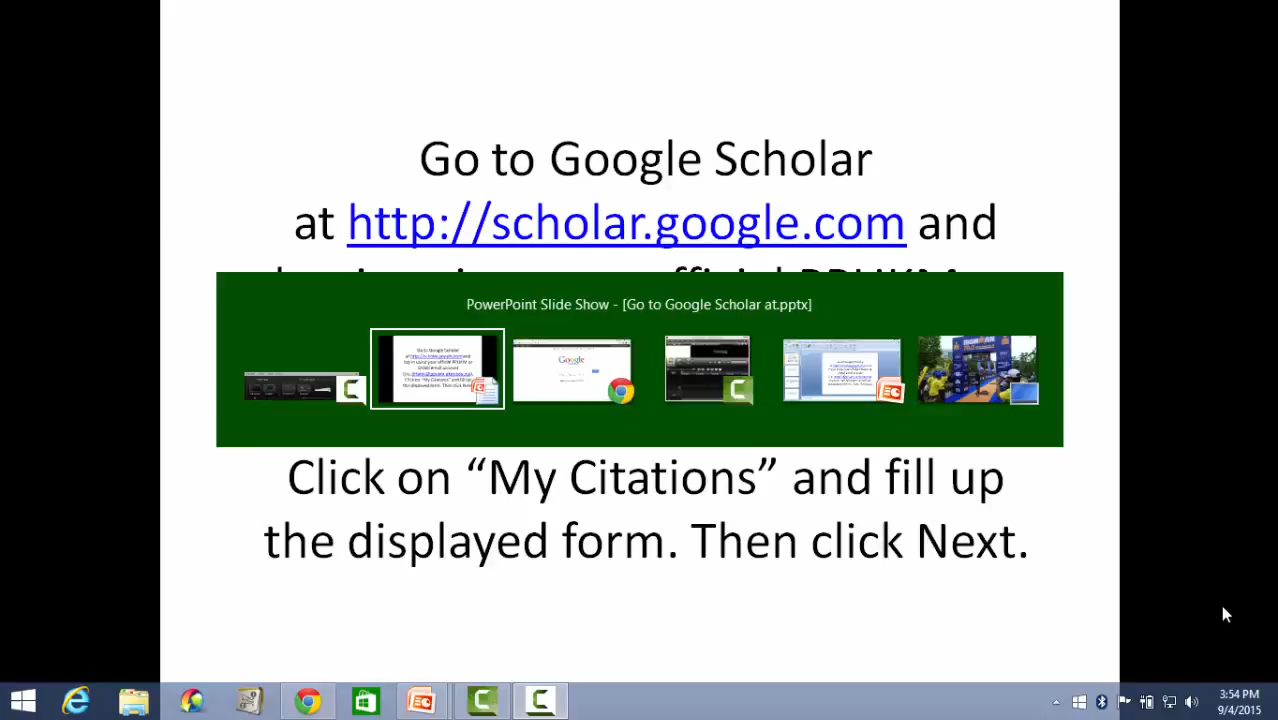 Go to Google Scholar
at http://scholar.google.com and
PowerPoint Slide Show - [Go to Google Scholar at.pptx]
Google
Click on “My Citations” and fill up
the displayed form. Then click Next.
3:54 PM
9/4/2015